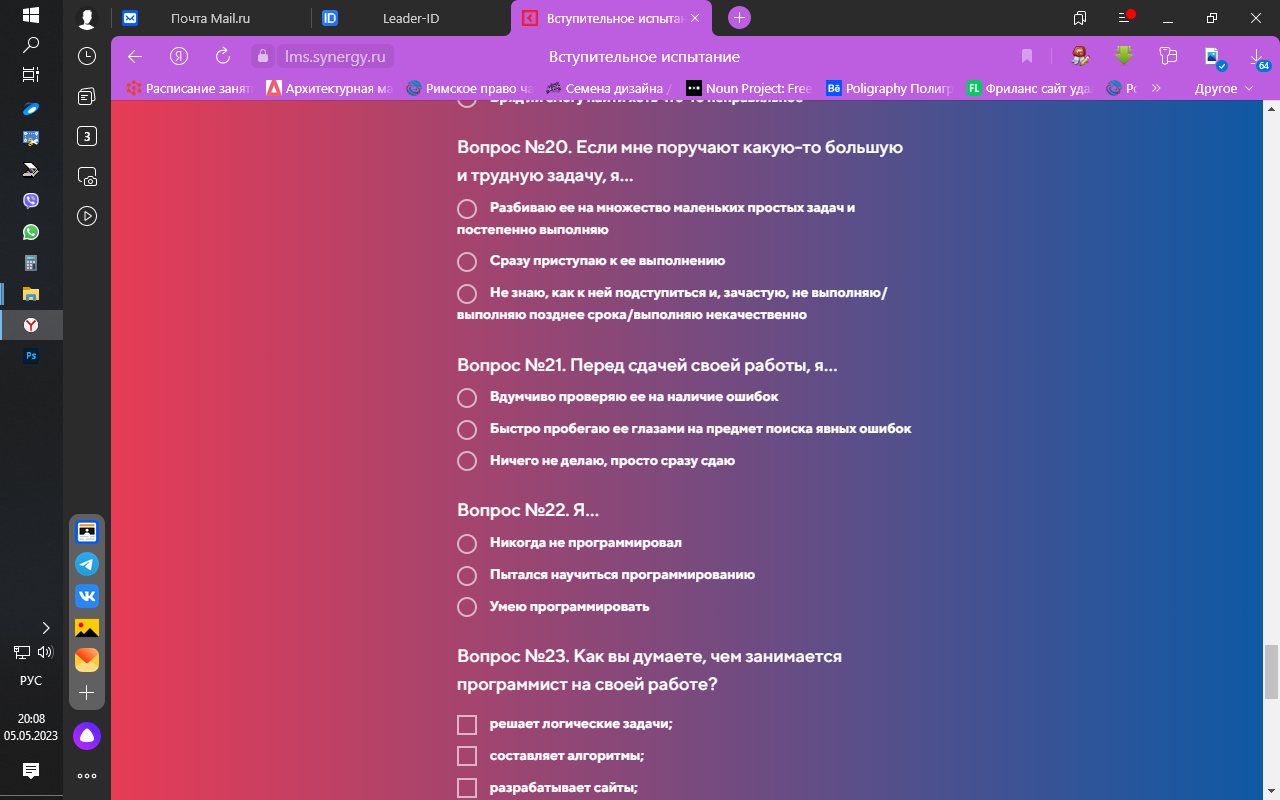 Почта Mail.ru
ID
Leader-ID
Вступительное испытан
lms.synergy.ru
Вступительное испытание
64
Расписание занят
Архитектурная ма
Римское право ча
Семена дизайна /
Noun Project: Free
Bē
Poligraphy Полигр
FL
Фриланс сайт уда
»
Другое
Вопрос №20. Если мне поручают какую-то большую
и трудную задачу, я...
Разбиваю ее на множество маленьких простых задач и
постепенно выполняю
Сразу приступаю к ее выполнению
Не знаю, как к ней подступиться и, зачастую, не выполняю/
выполняю позднее срока/выполняю некачественно
Вопрос №21. Перед сдачей своей работы, я...
Вдумчиво проверяю ее на наличие ошибок
Быстро пробегаю ее глазами на предмет поиска явных ошибок
Ничего не делаю, просто сразу сдаю
Вопрос №22. Я...
Никогда не программировал
Пытался научиться программированию
Умею программировать
Вопрос №23. Как вы думаете, чем занимается
программист на своей работе?
решает логические задачи;
составляет алгоритмы;
разрабатывает сайты;
3
Ps
РУС
20:08
05.05.2023